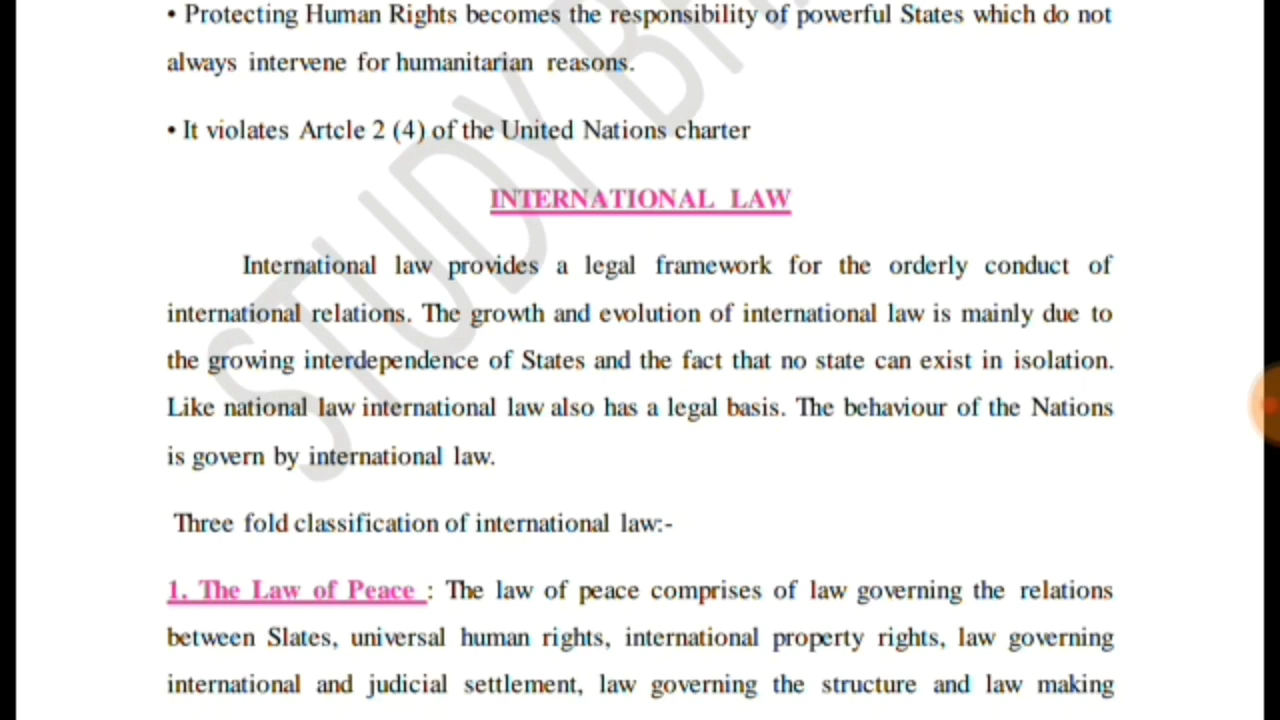 • Protecting Human Rights becomes the responsibility of powerful States which do not
always intervene for humanitarian reasons.
• It violates Artcle 2 (4) of the United Nations charter
INTERNATIONAL LAW
International law provides a legal framework for the orderly conduct of
international relations. The growth and evolution of international law is mainly due to
the growing interdependence of States and the fact that no state can exist in isolation.
Like national law international law also has a legal basis. The behaviour of the Nations
is govern by international law.
Three fold classification of international law:-
1. The Law of Peace : The law of peace comprises of law governing the relations
between Slates, universal human rights, international property rights, law governing
international and judicial settlement, law governing the structure and law making
STUDY